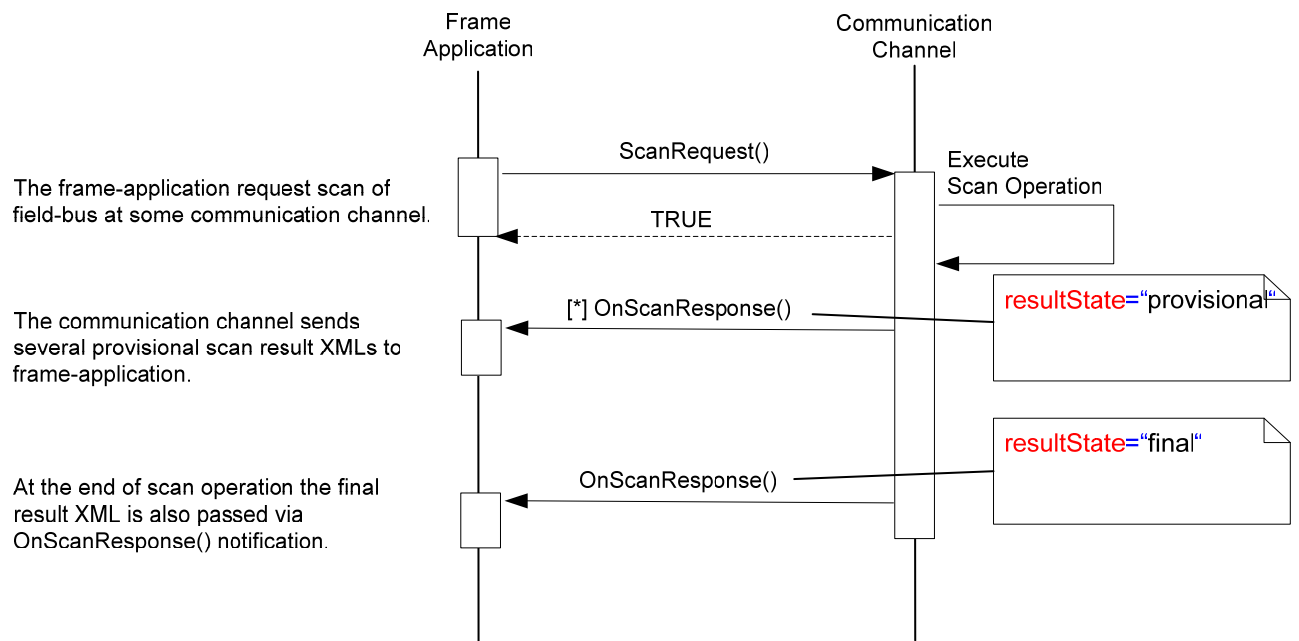 Frame
Application
Communication
Channel
ScanRequest()
Execute
Scan Operation
The frame-application request scan of
field-bus at some communication channel.
TRUE
resultState=“provisional“
[*] OnScanResponse()
The communication channel sends
several provisional scan result XMLs to
frame-application.
resultState=“final“
OnScanResponse()
At the end of scan operation the final
result XML is also passed via
OnScanResponse() notification.